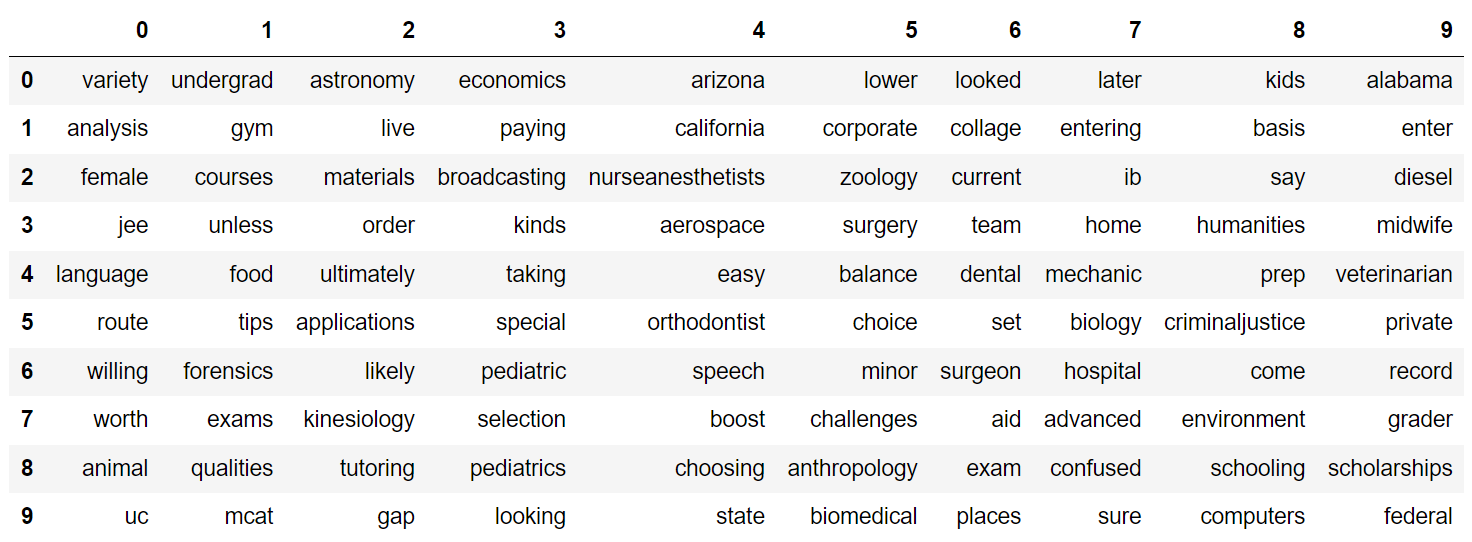 0 1 2 3 4 5 6 7 8 9
0 variety undergrad astronomy economics arizona lower looked later kids alabama
1 analysis gym live paying california corporate collage entering basis enter
2 female courses materials broadcasting nurseanesthetists zoology current ib say diesel
3 jee unless order kinds aerospace surgery team home humanities midwife
4 language food ultimately taking easy balance dental mechanic prep veterinarian
5 route tips applications special orthodontist choice set biology criminaljustice private
6 willing forensics likely pediatric speech minor surgeon hospital come record
7 worth exams kinesiology selection boost challenges aid advanced environment grader
8 animal qualities tutoring pediatrics choosing anthropology exam confused schooling scholarships
9 uc mcat gap looking state biomedical places sure computers federal